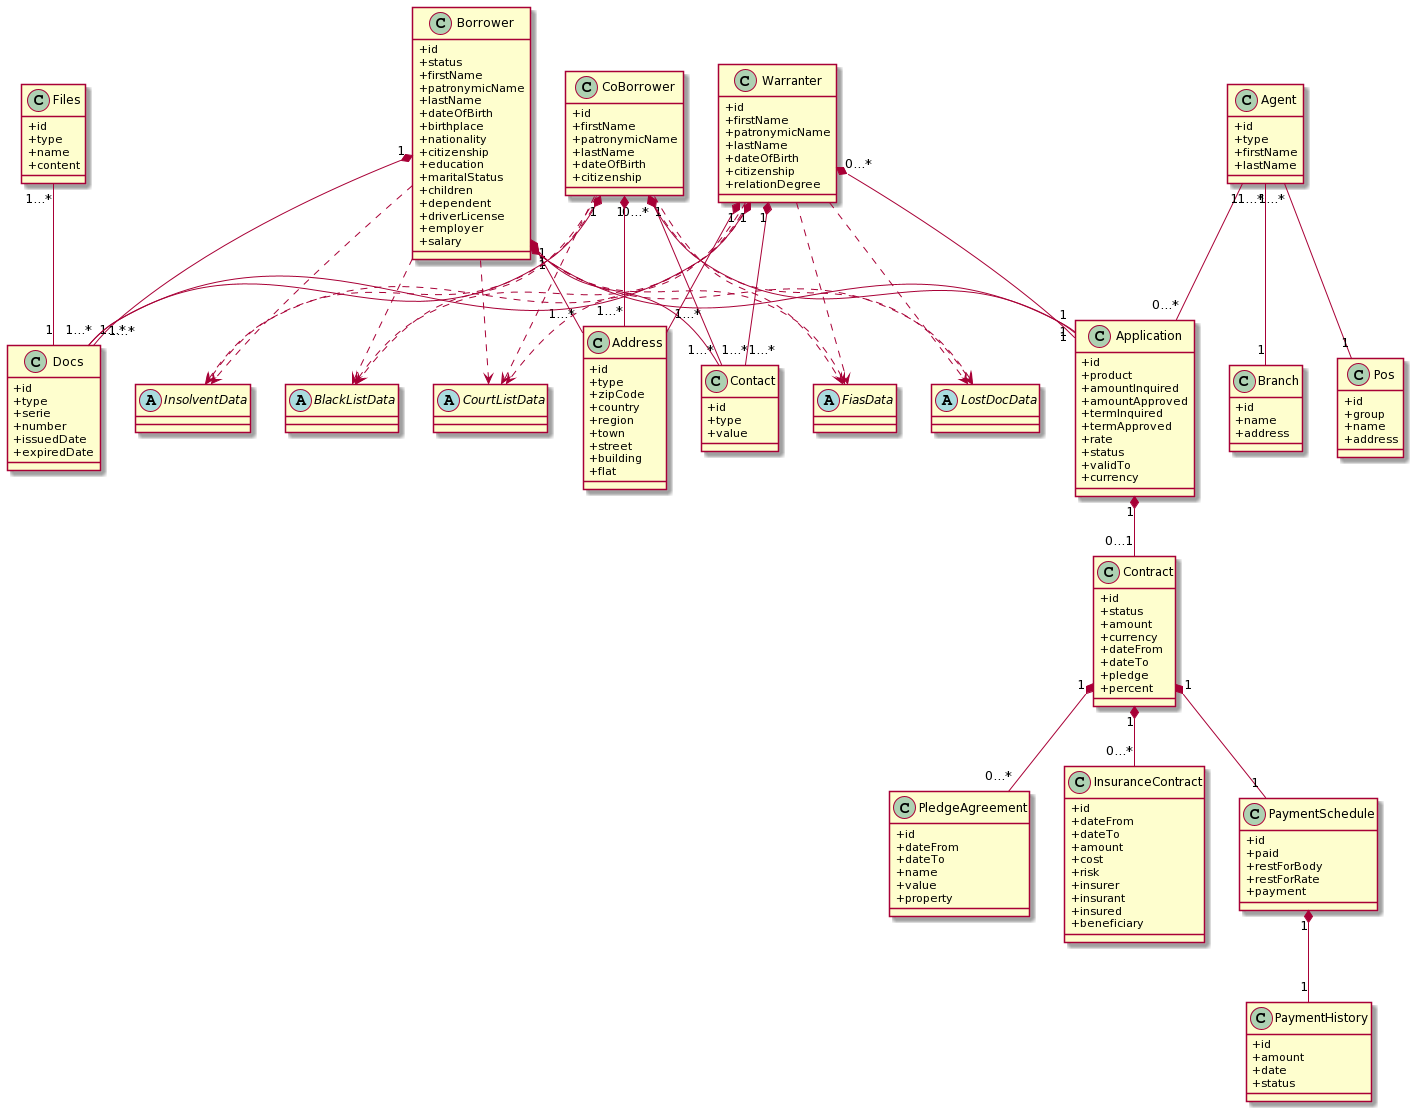 Borrower
+id
+status
+firstName
+patronymicName
+lastName
+dateOfBirth
+birthplace
+nationality
+citizenship
+education
+maritalStatus
+children
+dependent
+driverLicense
+employer
+salary
CoBorrower
+id
+firstName
+patronymicName
+lastName
+dateOfBirth
+citizenship
Warranter
+id
+firstName
+patronymicName
+lastName
+dateOfBirth
+citizenship
+relationDegree
Files
+id
+type
+name
+content
Agent
+id
+type
+firstName
+lastName
1
0...*
1...*
1
1
0...*
1
1
1
1
1
1
1...*
1...*
1
1
1
1...*
1...*
1...*
1...*
1...*
1...*
1...*
1...*
1...*
0...*
1
1
1
1
1
Docs
+id
+type
+serie
+number
+issuedDate
+expiredDate
InsolventData
BlackListData
CourtListData
Address
+id
+type
+zipCode
+country
+region
+town
+street
+building
+flat
Contact
+id
+type
+value
FiasData
LostDocData
Application
+id
+product
+amountInquired
+amountApproved
+termInquired
+termApproved
+rate
+status
+validTo
+currency
Branch
+id
+name
+address
Pos
+id
+group
+name
+address
1
0...1
Contract
+id
+status
+amount
+currency
+dateFrom
+dateTo
+pledge
+percent
1
1
1
0...*
0...*
1
PledgeAgreement
+id
+dateFrom
+dateTo
+name
+value
+property
InsuranceContract
+id
+dateFrom
+dateTo
+amount
+cost
+risk
+insurer
+insurant
+insured
+beneficiary
PaymentSchedule
+id
+paid
+restForBody
+restForRate
+payment
1
1
PaymentHistory
+id
+amount
+date
+status